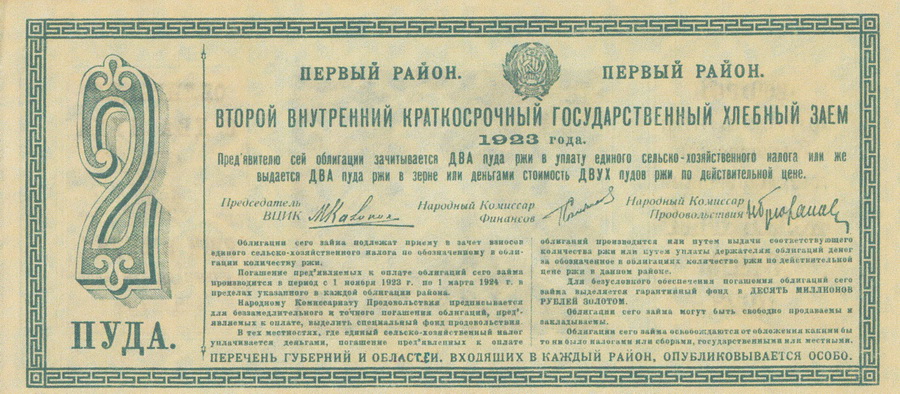 2
ПУДА.
ПЕРВЫЙ РАЙОН. ПЕРВЫЙ РАЙОН.
ВТОРОЙ ВНУТРЕННИЙ КРАТКОСРОЧНЫЙ ГОСУДАРСТВЕННЫЙ ХЛЕБНЫЙ ЗАЕМ
1923 года.
Пред'явителю сей облигации зачитывается ДВА пуда ржи в уплату единого сельско-хозяйственного налога или же
выдается ДВА пуда ржи в зерне или деньгами стоимость ДВУХ пудов ржи по действительной цене.
Председатель
ВЦИК
Народный Комиссар
Финансов
Народный Комиссар
Продовольствия
Облигации сего займа подлежат приему в зачет взносов
единого сельско-хозяйственного налога по обозначенному в обли-
гации количеству ржи.
Погашение пред'являемых к оплате облигаций сего займа
производится в период с 1 ноября 1923 г. по 1 марта 1924 г. в
пределах указанного в каждой облигации района.
Народному Комиссариату Продовольствия предписывается
для беззамедлительного и точного погашения облигаций, пред'-
являемых к оплате, выделить специальный фонд продовольствия.
В тех местностях, где единый сельско-хозяйственный налог
уплачивается деньгами, погашение пред'явленных к оплате
облигаций производится или путем выдачи соответствующего
количества ржи или путем уплаты держателям облигаций денег
за обозначенное в облигациях количество ржи по действительной
цене ржи в данном районе.
Для безусловного обеспечения погашения облигаций сего
займа выделяется гарантийный фонд в ДЕСЯТЬ МИЛЛИОНОВ
РУБЛЕЙ ЗОЛОТОМ.
Облигации сего займа могут быть свободно продаваемы и
закладываемы.
Облигации сего займа освобождаются от обложения какими бы
то ни было налогами или сборами, государственными или местными.
ПЕРЕЧЕНЬ ГУБЕРНИЙ И ОБЛАСТЕЙ, ВХОДЯЩИХ В КАЖДЫЙ РАЙОН, ОПУБЛИКОВЫВАЕТСЯ ОСОБО.